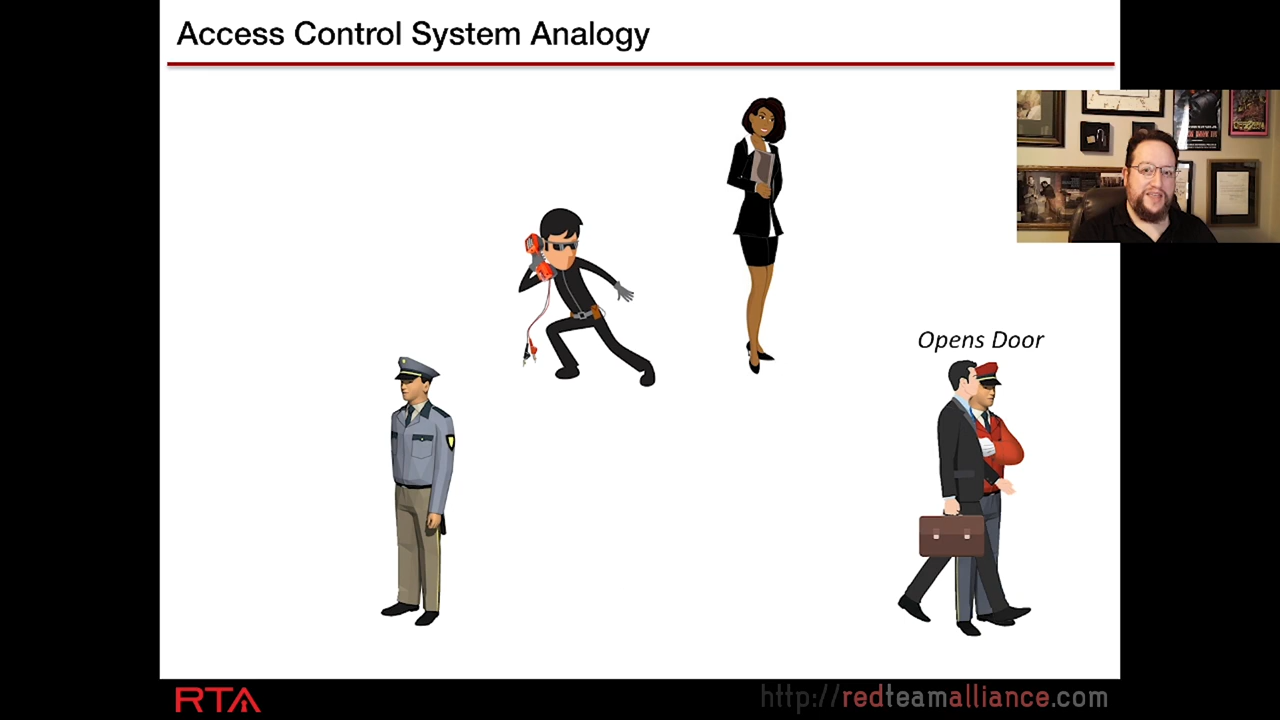 Access Control System Analogy
Opens Door
RTA
http://redteamalliance.com